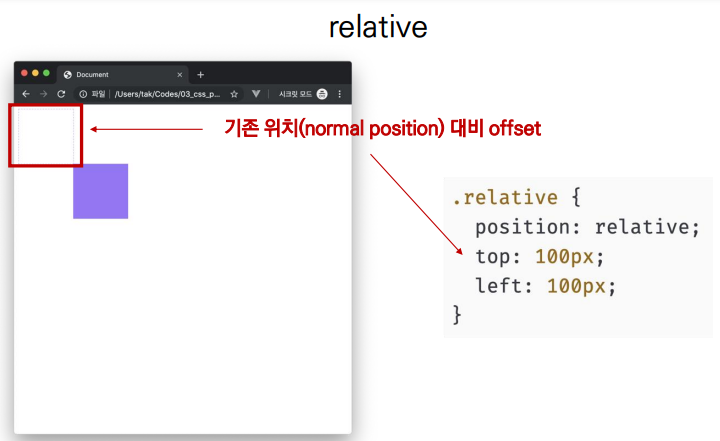 relative
Document
파일 | /Users/tak/Codes/03_css_p... 시크릿 모드
기존 위치(normal position) 대비 offset
.relative {
position: relative;
top: 100px;
left: 100px;
}